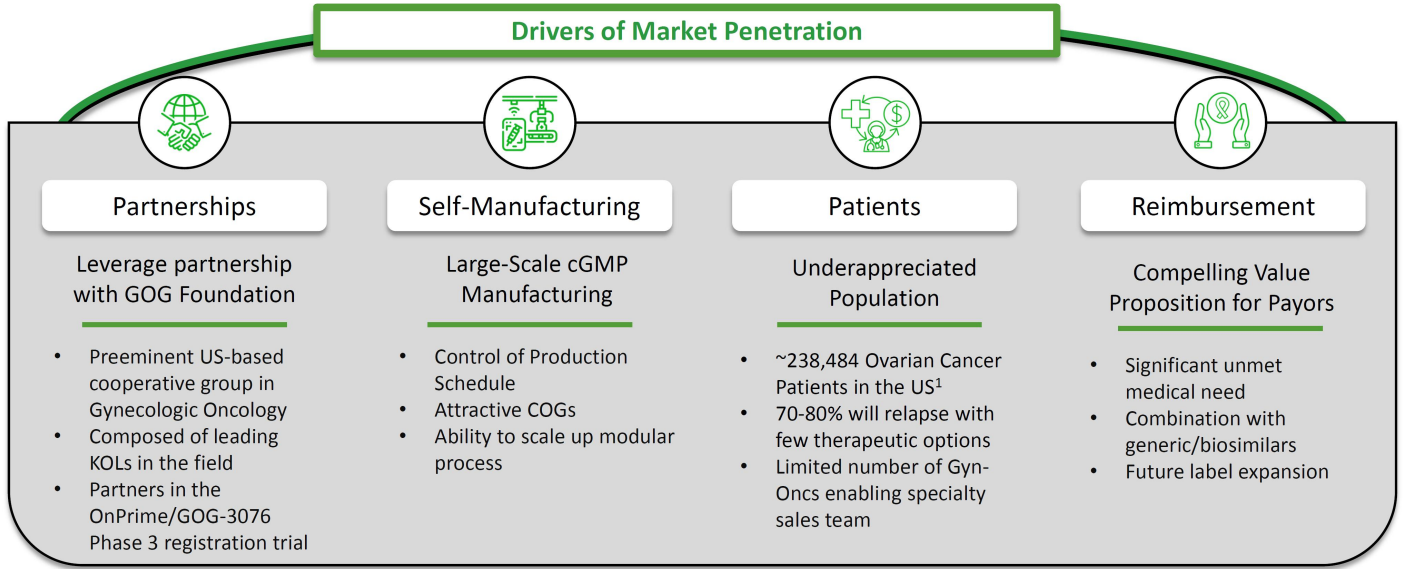 Drivers of Market Penetration
Partnerships
Leverage partnership
with GOG Foundation
• Preeminent US-based
cooperative group in
Gynecologic Oncology
• Composed of leading
KOLs in the field
• Partners in the
OnPrime/GOG-3076
Phase 3 registration trial
Self-Manufacturing
Large-Scale cGMP
Manufacturing
• Control of Production
Schedule
• Attractive COGs
• Ability to scale up modular
process
Patients
Underappreciated
Population
• ~238,484 Ovarian Cancer
Patients in the US¹
• 70-80% will relapse with
few therapeutic options
• Limited number of Gyn-
Oncs enabling specialty
sales team
Reimbursement
Compelling Value
Proposition for Payors
• Significant unmet
medical need
• Combination with
generic/biosimilars
• Future label expansion